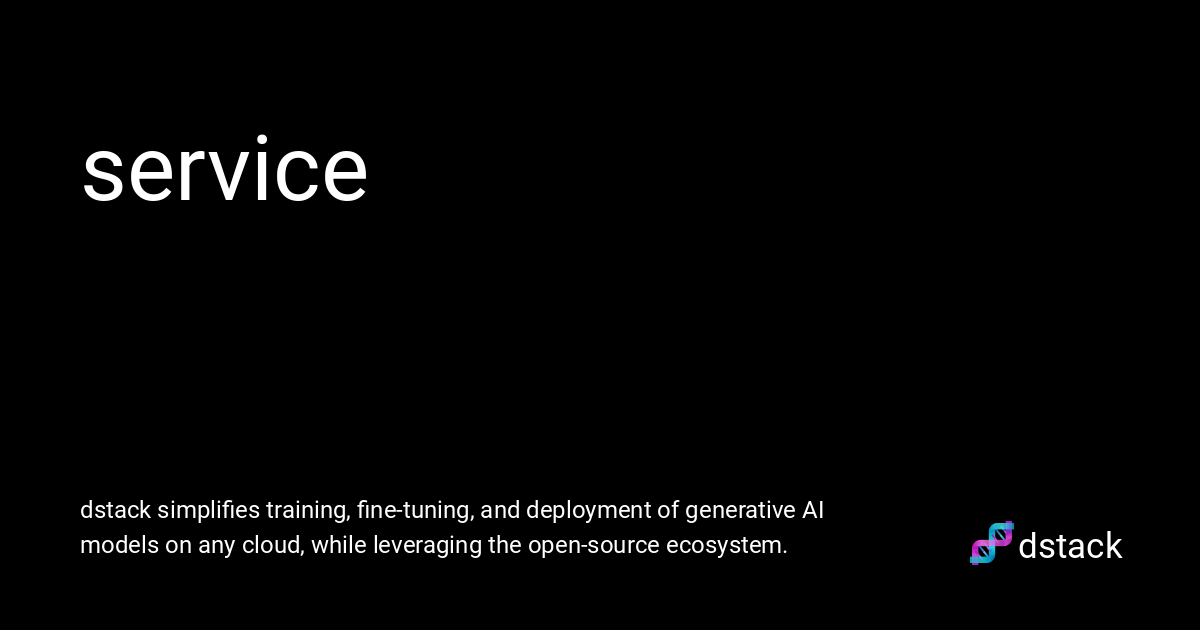 service
dstack simplifies training, fine-tuning, and deployment of generative AI
models on any cloud, while leveraging the open-source ecosystem.
dstack